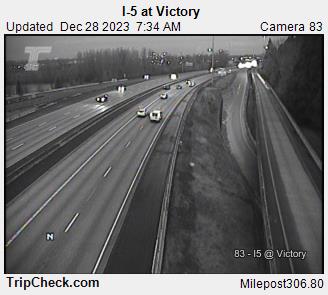 I-5 at Victory
Updated Dec 28 2023 7:34 AM Camera 83
T
N
N
83 - I5 @ Victory
TripCheck.com Milepost306.80